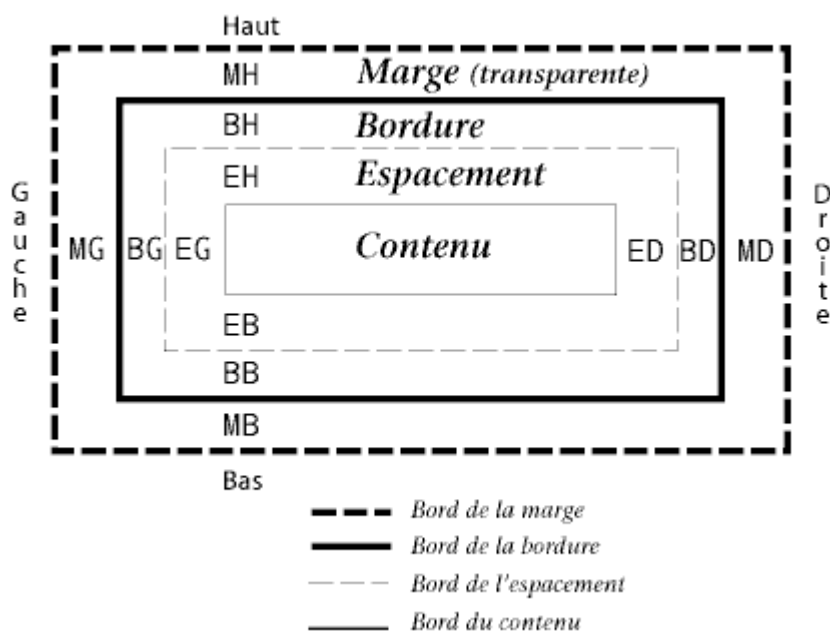 Haut
MH Marge (transparente)
BH Bordure
EH Espacement
Gauche
MG BG EG Contenu ED BD MD
Droite
EB
BB
MB
Bas
Bord de la marge
Bord de la bordure
Bord de l'espacement
Bord du contenu